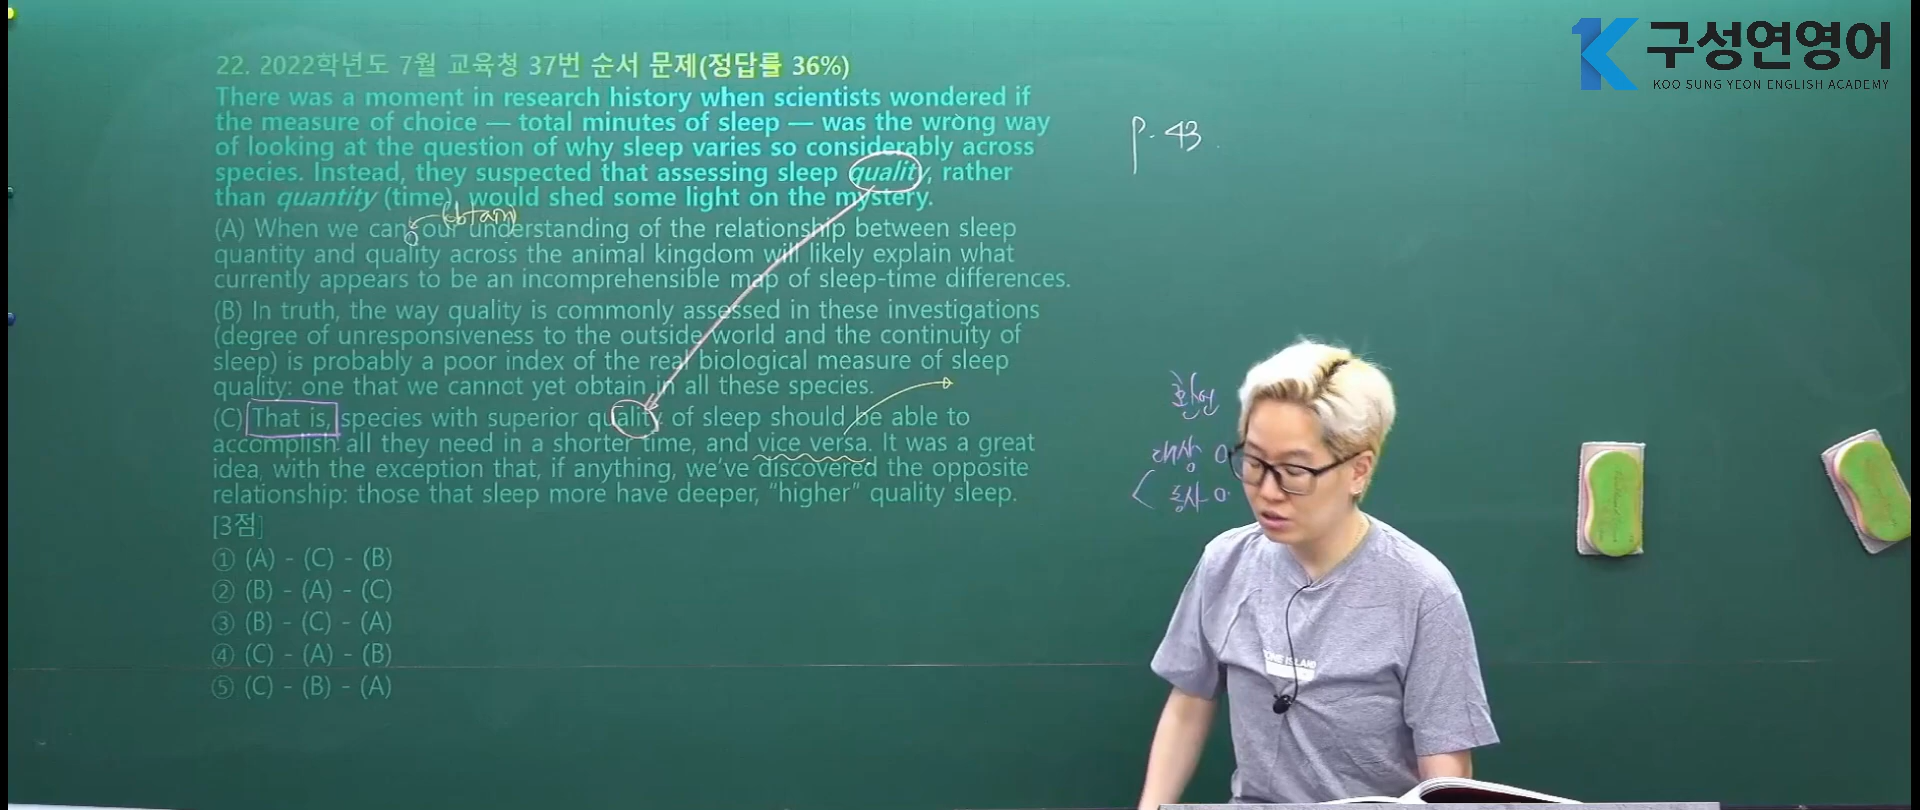 구성연영어
KOO SUNG YEON ENGLISH ACADEMY
22. 2022학년도 7월 교육청 37번 순서 문제(정답률 36%)
There was a moment in research history when scientists wondered if
the measure of choice — total minutes of sleep — was the wrong way
of looking at the question of why sleep varies so considerably across
species. Instead, they suspected that assessing sleep quality, rather
than quantity (time), would shed some light on the mystery.
(obtain)
(A) When we can our understanding of the relationship between sleep
quantity and quality across the animal kingdom will likely explain what
currently appears to be an incomprehensible map of sleep-time differences.
(B) In truth, the way quality is commonly assessed in these investigations
(degree of unresponsiveness to the outside world and the continuity of
sleep) is probably a poor index of the real biological measure of sleep
quality: one that we cannot yet obtain in all these species.
(C) That is, species with superior quality of sleep should be able to
accomplish all they need in a shorter time, and vice versa. It was a great
idea, with the exception that, if anything, we've discovered the opposite
relationship: those that sleep more have deeper, "higher" quality sleep.
[3점]
① (A) - (C) - (B)
② (B) - (A) - (C)
③ (B) - (C) - (A)
④ (C) - (A) - (B)
⑤ (C) - (B) - (A)
p. 43
대상 O
동사 O